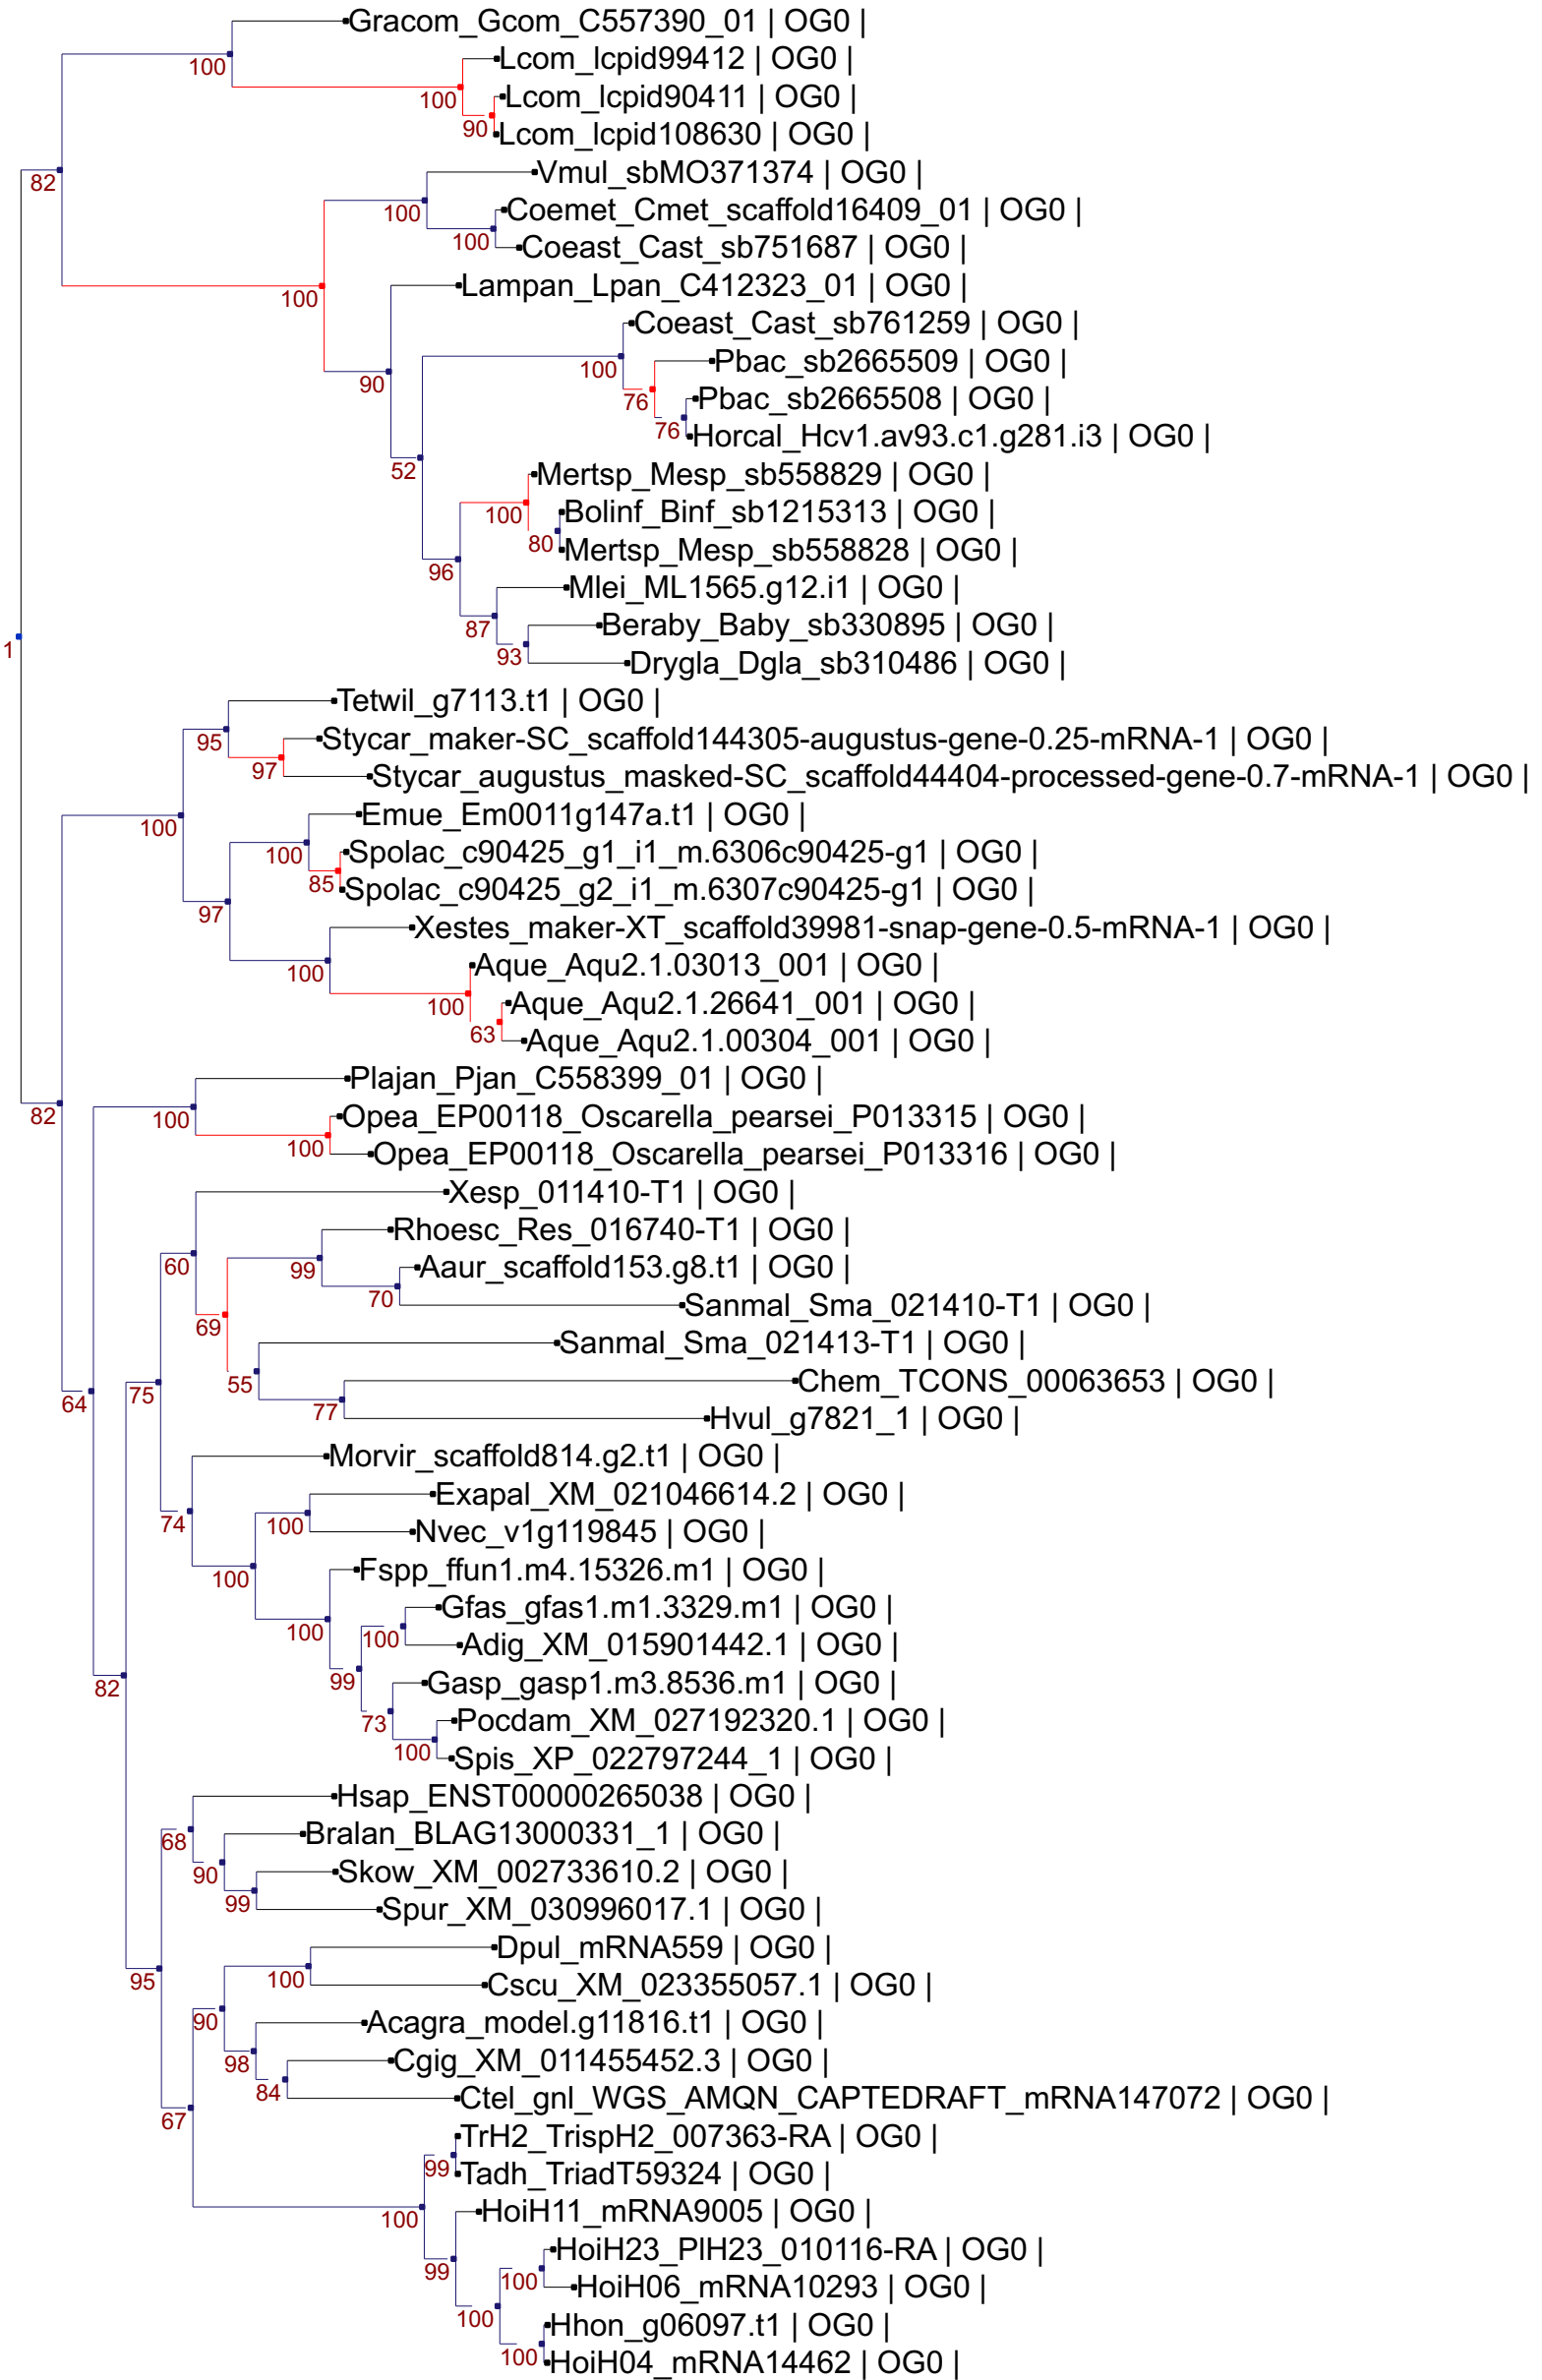 Gracom_Gcom_C557390_01 | OG0 |
Lcom_lcpid99412 | OG0 |
100
100
Lcom_lcpid90411 | OG0 |
90
Lcom_lcpid108630 | OG0 |
Vmul_sbMO371374 | OG0 |
82
Coemet_Cmet_scaffold16409_01 | OG0 |
100
100
Coeast_Cast_sb751687 | OG0 |
Lampan_Lpan_C412323_01 | OG0 |
100
Coeast_Cast_sb761259 | OG0 |
Pbac_sb2665509 | OG0 |
100
90
76
Pbac_sb2665508 | OG0 |
76
Horcal_Hcv1.av93.c1.g281.i3 | OG0 |
52
Mertsp_Mesp_sb558829 | OG0 |
100
Bolinf_Binf_sb1215313 | OG0 |
80
Mertsp_Mesp_sb558828 | OG0 |
96
Mlei_ML1565.g12.i1 | OG0 |
87
Beraby_Baby_sb330895 | OG0 |
1
93
Drygla_Dgla_sb310486 | OG0 |
Tetwil_g7113.t1 | OG0 |
95
Stycar_maker-SC_scaffold144305-augustus-gene-0.25-mRNA-1 | OG0 |
97
Stycar_augustus_masked-SC_scaffold44404-processed-gene-0.7-mRNA-1 | OG0 |
Emue_Em0011g147a.t1 | OG0 |
100
100
Spolac_c90425_g1_i1_m.6306c90425-g1 | OG0 |
85
Spolac_c90425_g2_i1_m.6307c90425-g1 | OG0 |
97
Xestes_maker-XT_scaffold39981-snap-gene-0.5-mRNA-1 | OG0 |
100
Aque_Aqu2.1.03013_001 | OG0 |
100
Aque_Aqu2.1.26641_001 | OG0 |
63
Aque_Aqu2.1.00304_001 | OG0 |
Plajan_Pjan_C558399_01 | OG0 |
82
100
Opea_EP00118_Oscarella_pearsei_P013315 | OG0 |
100
Opea_EP00118_Oscarella_pearsei_P013316 | OG0 |
Xesp_011410-T1 | OG0 |
Rhoesc_Res_016740-T1 | OG0 |
60
99
Aaur_scaffold153.g8.t1 | OG0 |
70
Sanmal_Sma_021410-T1 | OG0 |
69
Sanmal_Sma_021413-T1 | OG0 |
55
Chem_TCONS_00063653 | OG0 |
75
64
77
Hvul_g7821_1 | OG0 |
Morvir_scaffold814.g2.t1 | OG0 |
Exapal_XM_021046614.2 | OG0 |
74
100
Nvec_v1g119845 | OG0 |
100
Fspp_ffun1.m4.15326.m1 | OG0 |
Gfas_gfas1.m1.3329.m1 | OG0 |
100
100
Adig_XM_015901442.1 | OG0 |
99
82
Gasp_gasp1.m3.8536.m1 | OG0 |
73
Pocdam_XM_027192320.1 | OG0 |
100
Spis_XP_022797244_1 | OG0 |
Hsap_ENST00000265038 | OG0 |
68
Bralan_BLAG13000331_1 | OG0 |
90
Skow_XM_002733610.2 | OG0 |
99
Spur_XM_030996017.1 | OG0 |
Dpul_mRNA559 | OG0 |
95
100
Cscu_XM_023355057.1 | OG0 |
90
Acagra_model.g11816.t1 | OG0 |
98
Cgig_XM_011455452.3 | OG0 |
84
Ctel_gnl_WGS_AMQN_CAPTEDRAFT_mRNA147072 | OG0 |
67
TrH2_TrispH2_007363-RA | OG0 |
99
Tadh_TriadT59324 | OG0 |
100
HoiH11_mRNA9005 | OG0 |
HoiH23_PlH23_010116-RA | OG0 |
99
100
HoiH06_mRNA10293 | OG0 |
100
Hhon_g06097.t1 | OG0 |
100
HoiH04_mRNA14462 | OG0 |